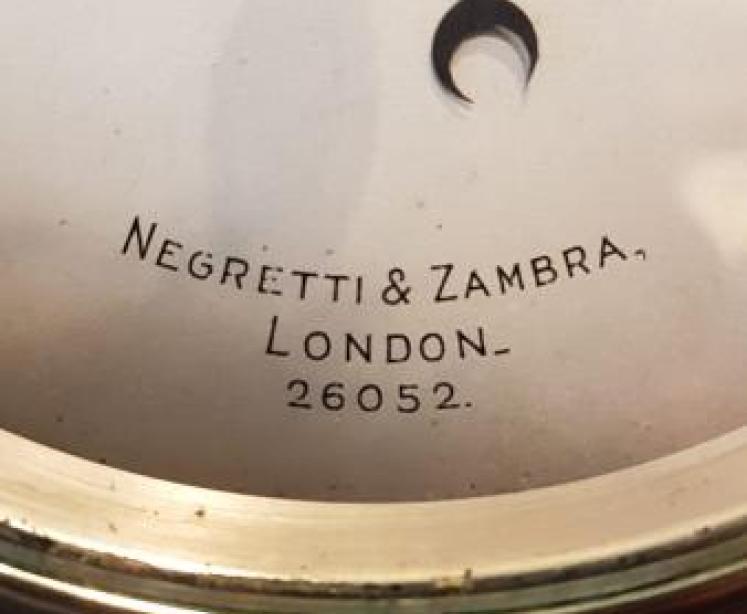 NEGRETTI & ZAMBRA,
LONDON-
26052.